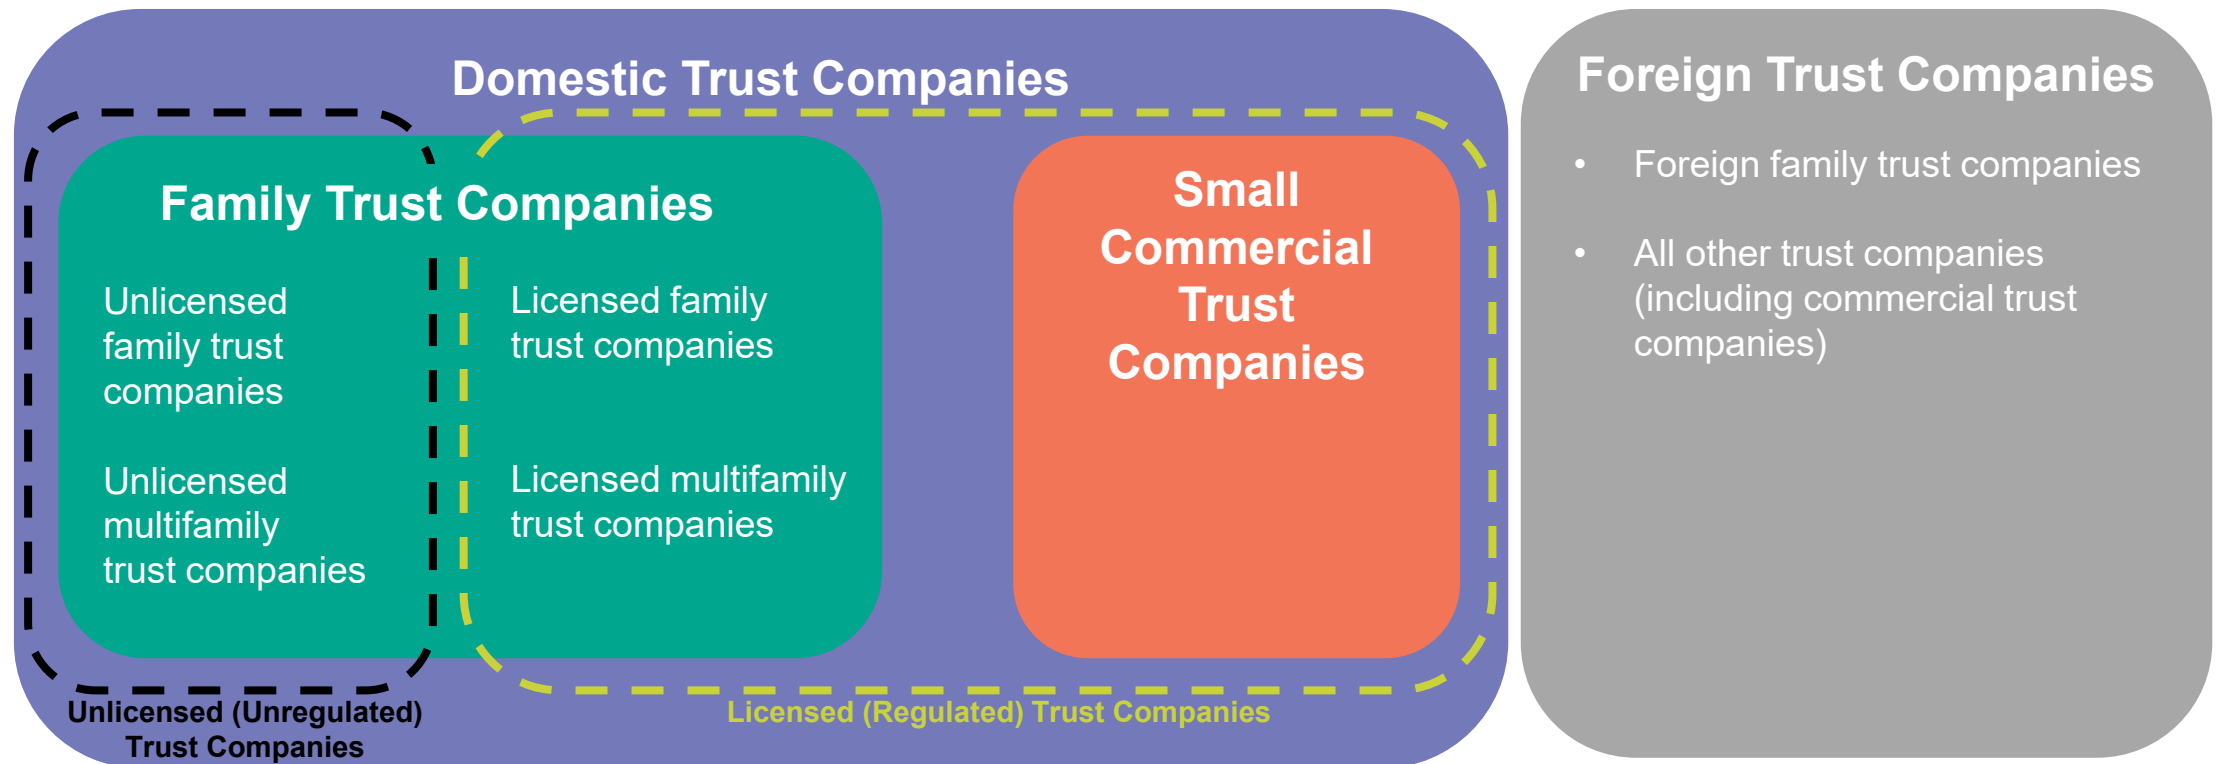 Domestic Trust Companies
Family Trust Companies
Unlicensed
family trust
companies
Unlicensed
multifamily
trust companies
Licensed family
trust companies
Licensed multifamily
trust companies
Small
Commercial
Trust
Companies
Unlicensed (Unregulated)
Trust Companies
Licensed (Regulated) Trust Companies
Foreign Trust Companies
• Foreign family trust companies
• All other trust companies
(including commercial trust
companies)